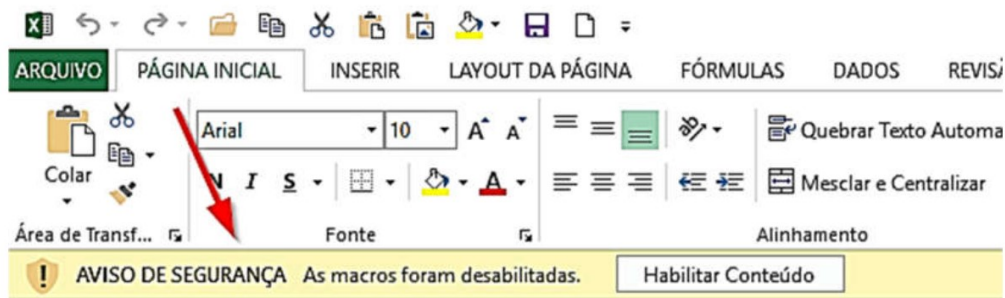 ARQUIVO PÁGINA INICIAL INSERIR LAYOUT DA PÁGINA FÓRMULAS DADOS
Arial 10 A A Quebrar Texto
Colar I S A Mesclar e Centralizar
Área de Transf... Fonte Alinhamento
AVISO DE SEGURANÇA As macros foram desabilitadas. Habilitar Conteúdo